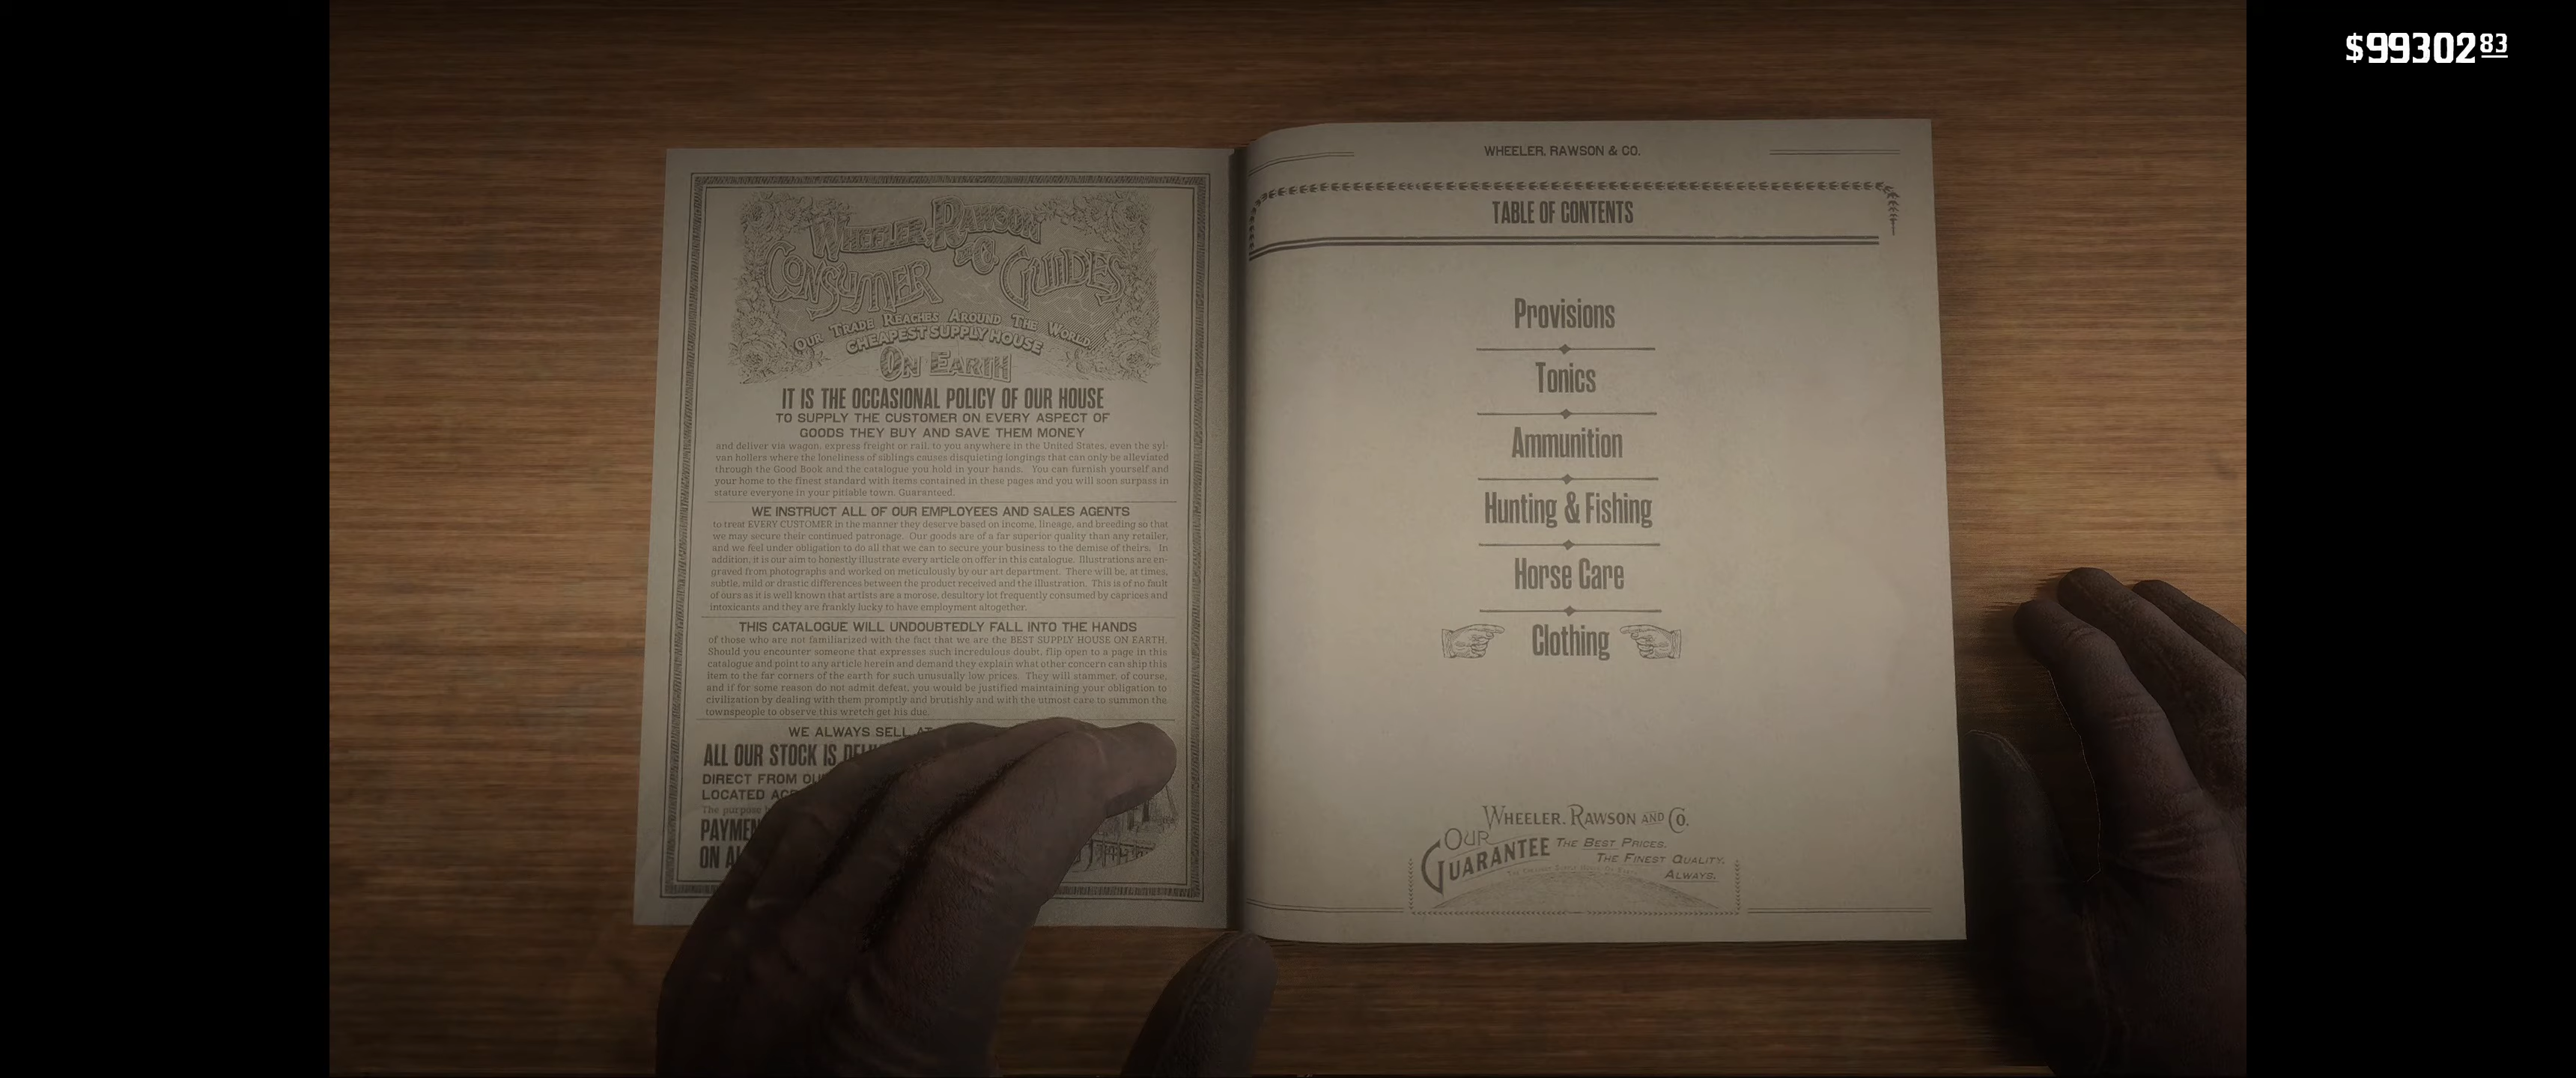 $99302 83
WHEELER, RAWSON & CO.
CONSUMER GUIDES
OUR TRADE REACHES AROUND THE WORLD.
CHEAPEST SUPPLY HOUSE
ON EARTH
IT IS THE OCCASIONAL POLICY OF OUR HOUSE
TO SUPPLY THE CUSTOMER ON EVERY ASPECT OF
GOODS THEY BUY AND SAVE THEM MONEY
and deliver via wagon, express freight or rail, to you anywhere in the United States, even the syl-
van hollers where the loneliness of siblings causes disquieting longings that can only be alleviated
through the Good Book and the catalogue you hold in your hands. You can furnish yourself and
your home to the finest standard with items contained in these pages and you will soon surpass in
stature everyone in your pitiable town. Guaranteed.
WE INSTRUCT ALL OF OUR EMPLOYEES AND SALES AGENTS
to treat EVERY CUSTOMER in the manner they deserve based on income, lineage, and breeding so that
we may secure their continued patronage. Our goods are of a far superior quality than any retailer,
and we feel under obligation to do all that we can to secure your business to the demise of theirs. In
addition, it is our aim to honestly illustrate every article on offer in this catalogue. Illustrations are en-
graved from photographs and worked on meticulously by our art department. There will be, at times,
subtle, mild or drastic differences between the product received and the illustration. This is of no fault
of ours as it is well known that artists are a morose, desultory lot frequently consumed by caprices and
intoxicants and they are frankly lucky to have employment altogether.
THIS CATALOGUE WILL UNDOUBTEDLY FALL INTO THE HANDS
of those who are not familiarized with the fact that we are the BEST SUPPLY HOUSE ON EARTH.
Should you encounter someone that expresses such incredulous doubt, flip open to a page in this
catalogue and point to any article herein and demand they explain what other concern can ship this
item to the far corners of the earth for such unusually low prices. They will stammer, of course,
and if for some reason do not admit defeat, you would be justified maintaining your obligation to
civilization by dealing with them promptly and brutishly and with the utmost care to summon the
townspeople to observe this wretch get his due.
WE ALWAYS SELL AT
ALL OUR STOCK IS
DIRECT FROM
LOCATED
The purpose
ON
WHEELER, RAWSON & CO.
TABLE OF CONTENTS
Provisions
Tonics
Ammunition
Hunting & Fishing
Horse Care
Clothing
WHEELER, RAWSON AND CO.
OUR GUARANTEE
THE BEST PRICES.
THE FINEST QUALITY.
ALWAYS.